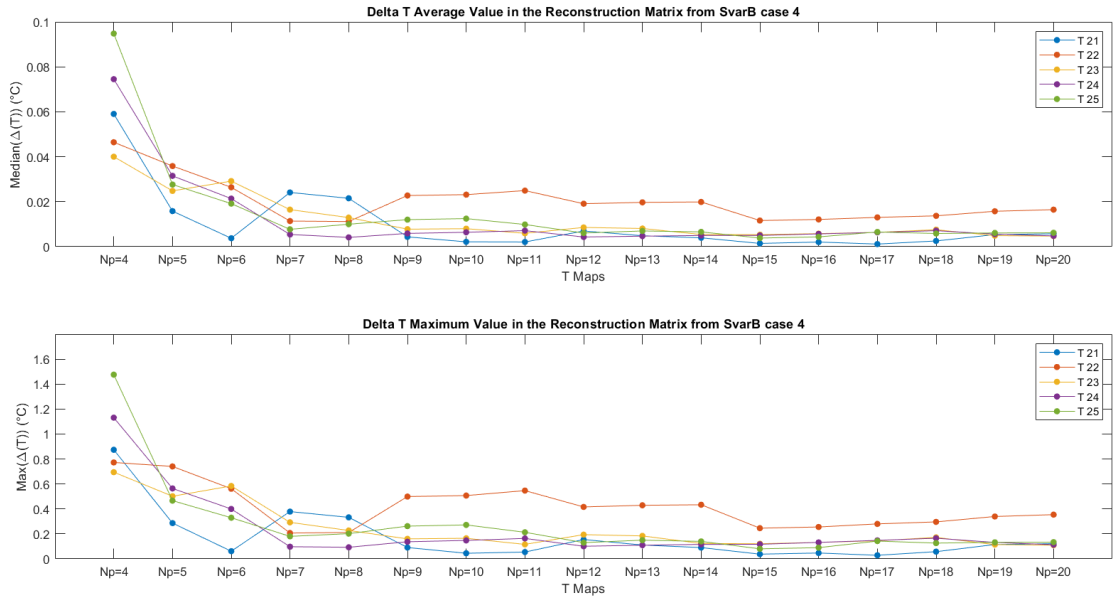 Delta T Average Value in the Reconstruction Matrix from SvarB case 4
0.1
0.08
0.06
0.04
0.02
0
Median(Δ(T)) (°C)
T 21
T 22
T 23
T 24
T 25
Np=4 Np=5 Np=6 Np=7 Np=8 Np=9 Np=10 Np=11 Np=12 Np=13 Np=14 Np=15 Np=16 Np=17 Np=18 Np=19 Np=20
T Maps
Delta T Maximum Value in the Reconstruction Matrix from SvarB case 4
1.6
1.4
1.2
1
0.8
0.6
0.4
0.2
0
Max(Δ(T)) (°C)
T 21
T 22
T 23
T 24
T 25
Np=4 Np=5 Np=6 Np=7 Np=8 Np=9 Np=10 Np=11 Np=12 Np=13 Np=14 Np=15 Np=16 Np=17 Np=18 Np=19 Np=20
T Maps